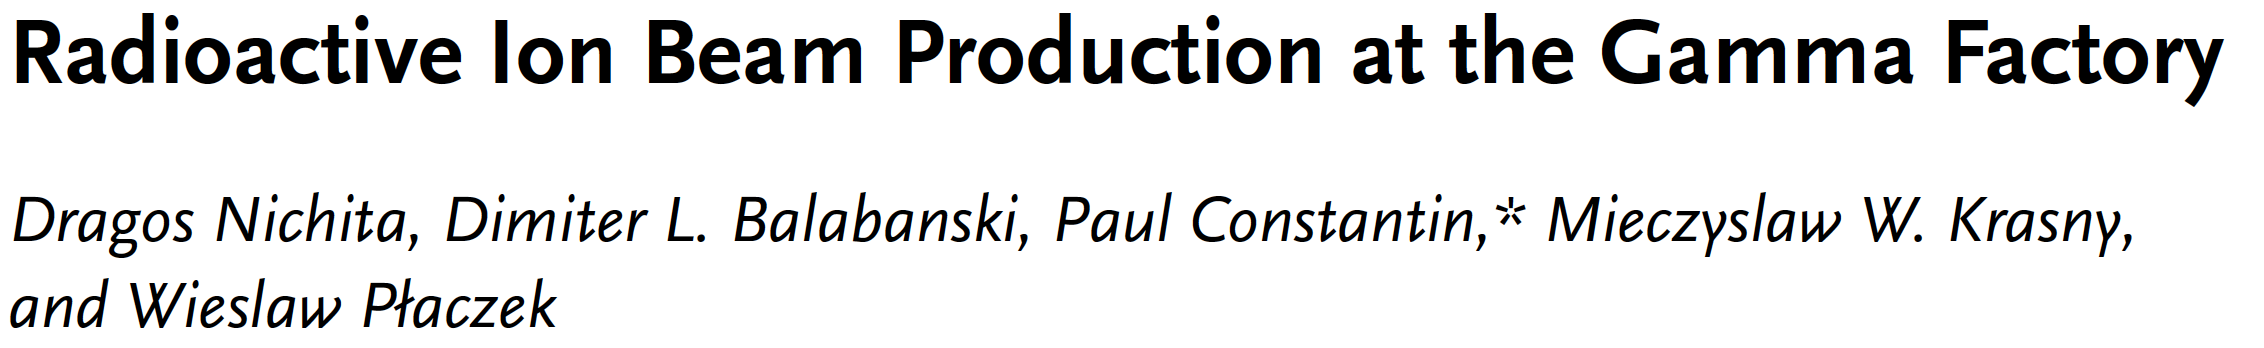 Radioactive Ion Beam Production at the Gamma Factory
Dragos Nichita, Dimiter L. Balabanski, Paul Constantin,* Mieczyslaw W. Krasny,
and Wieslaw Płaczek